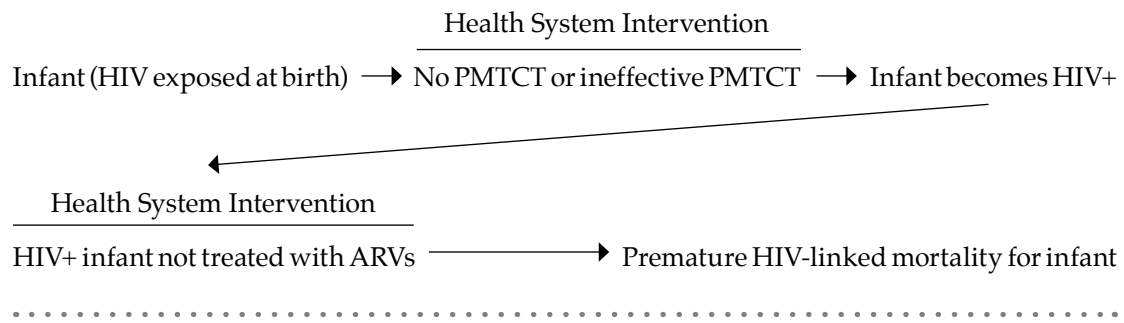 Health System Intervention
Infant (HIV exposed at birth) → No PMTCT or ineffective PMTCT → Infant becomes HIV+
Health System Intervention
HIV+ infant not treated with ARVs → Premature HIV-linked mortality for infant